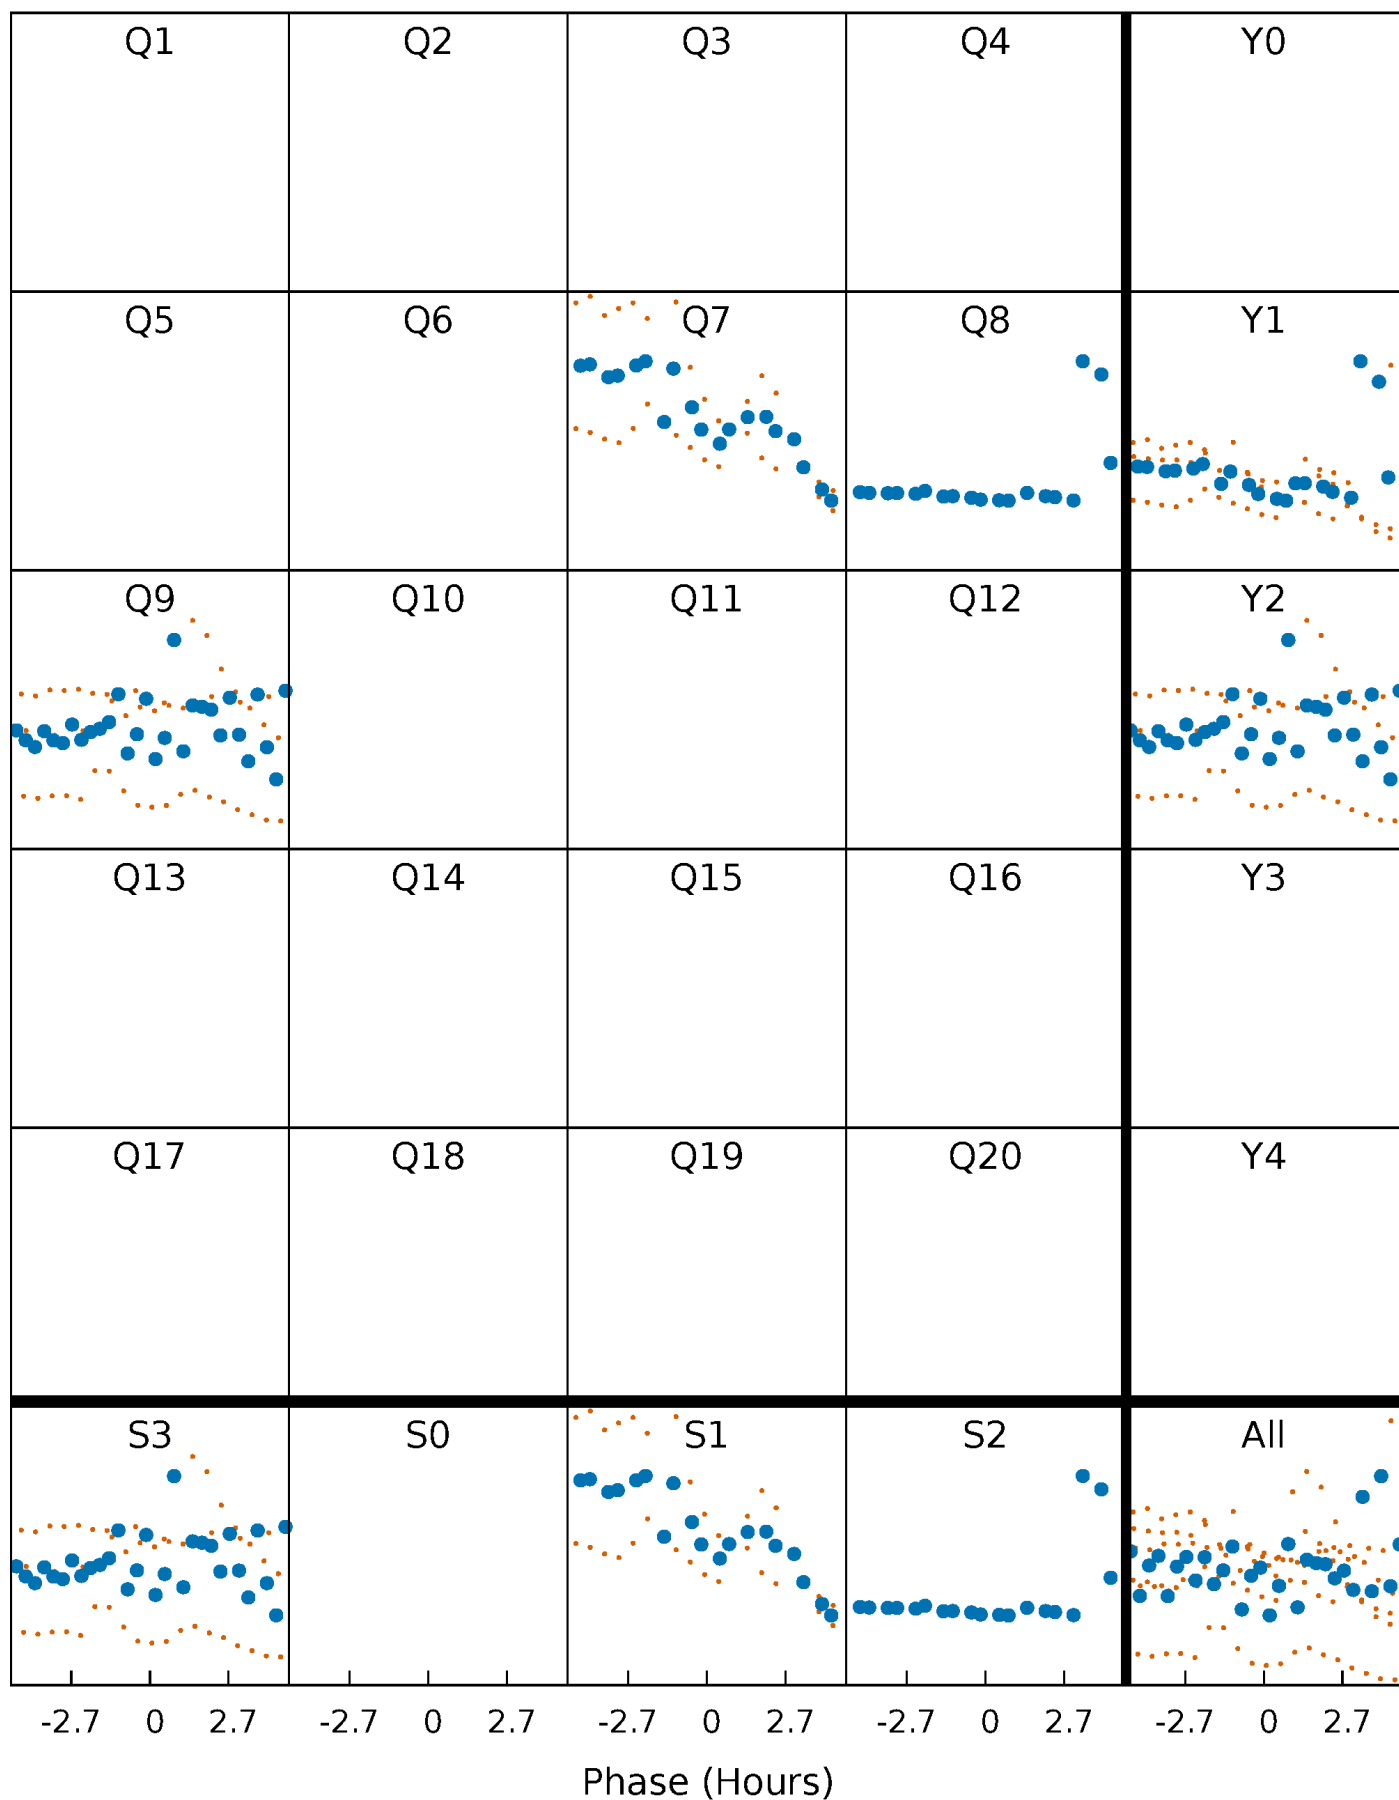 Q1 Q2 Q3 Q4 Y0
Q5 Q6 Q7 Q8 Y1
Q9 Q10 Q11 Q12 Y2
Q13 Q14 Q15 Q16 Y3
Q17 Q18 Q19 Q20 Y4
S3 S0 S1 S2 All
-2.7 0 2.7 -2.7 0 2.7 -2.7 0 2.7 -2.7 0 2.7 -2.7 0 2.7
Phase (Hours)